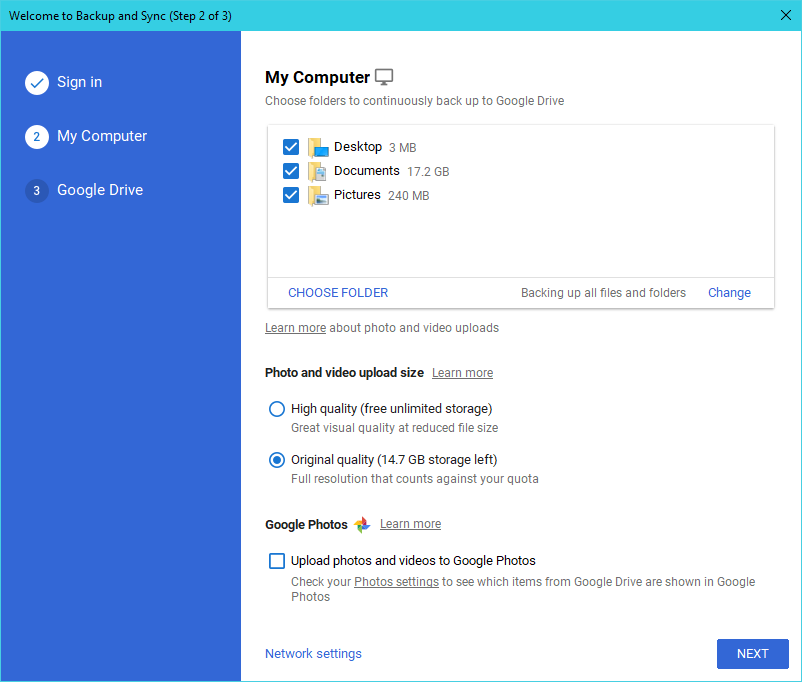 Welcome to Backup and Sync (Step 2 of 3)
Sign in
2 My Computer
3 Google Drive
My Computer
Choose folders to continuously back up to Google Drive
Desktop 3 MB
Documents 17.2 GB
Pictures 240 MB
CHOOSE FOLDER Backing up all files and folders Change
Learn more about photo and video uploads
Photo and video upload size Learn more
High quality (free unlimited storage)
Great visual quality at reduced file size
Original quality (14.7 GB storage left)
Full resolution that counts against your quota
Google Photos Learn more
Upload photos and videos to Google Photos
Check your Photos settings to see which items from Google Drive are shown in Google
Photos
Network settings NEXT